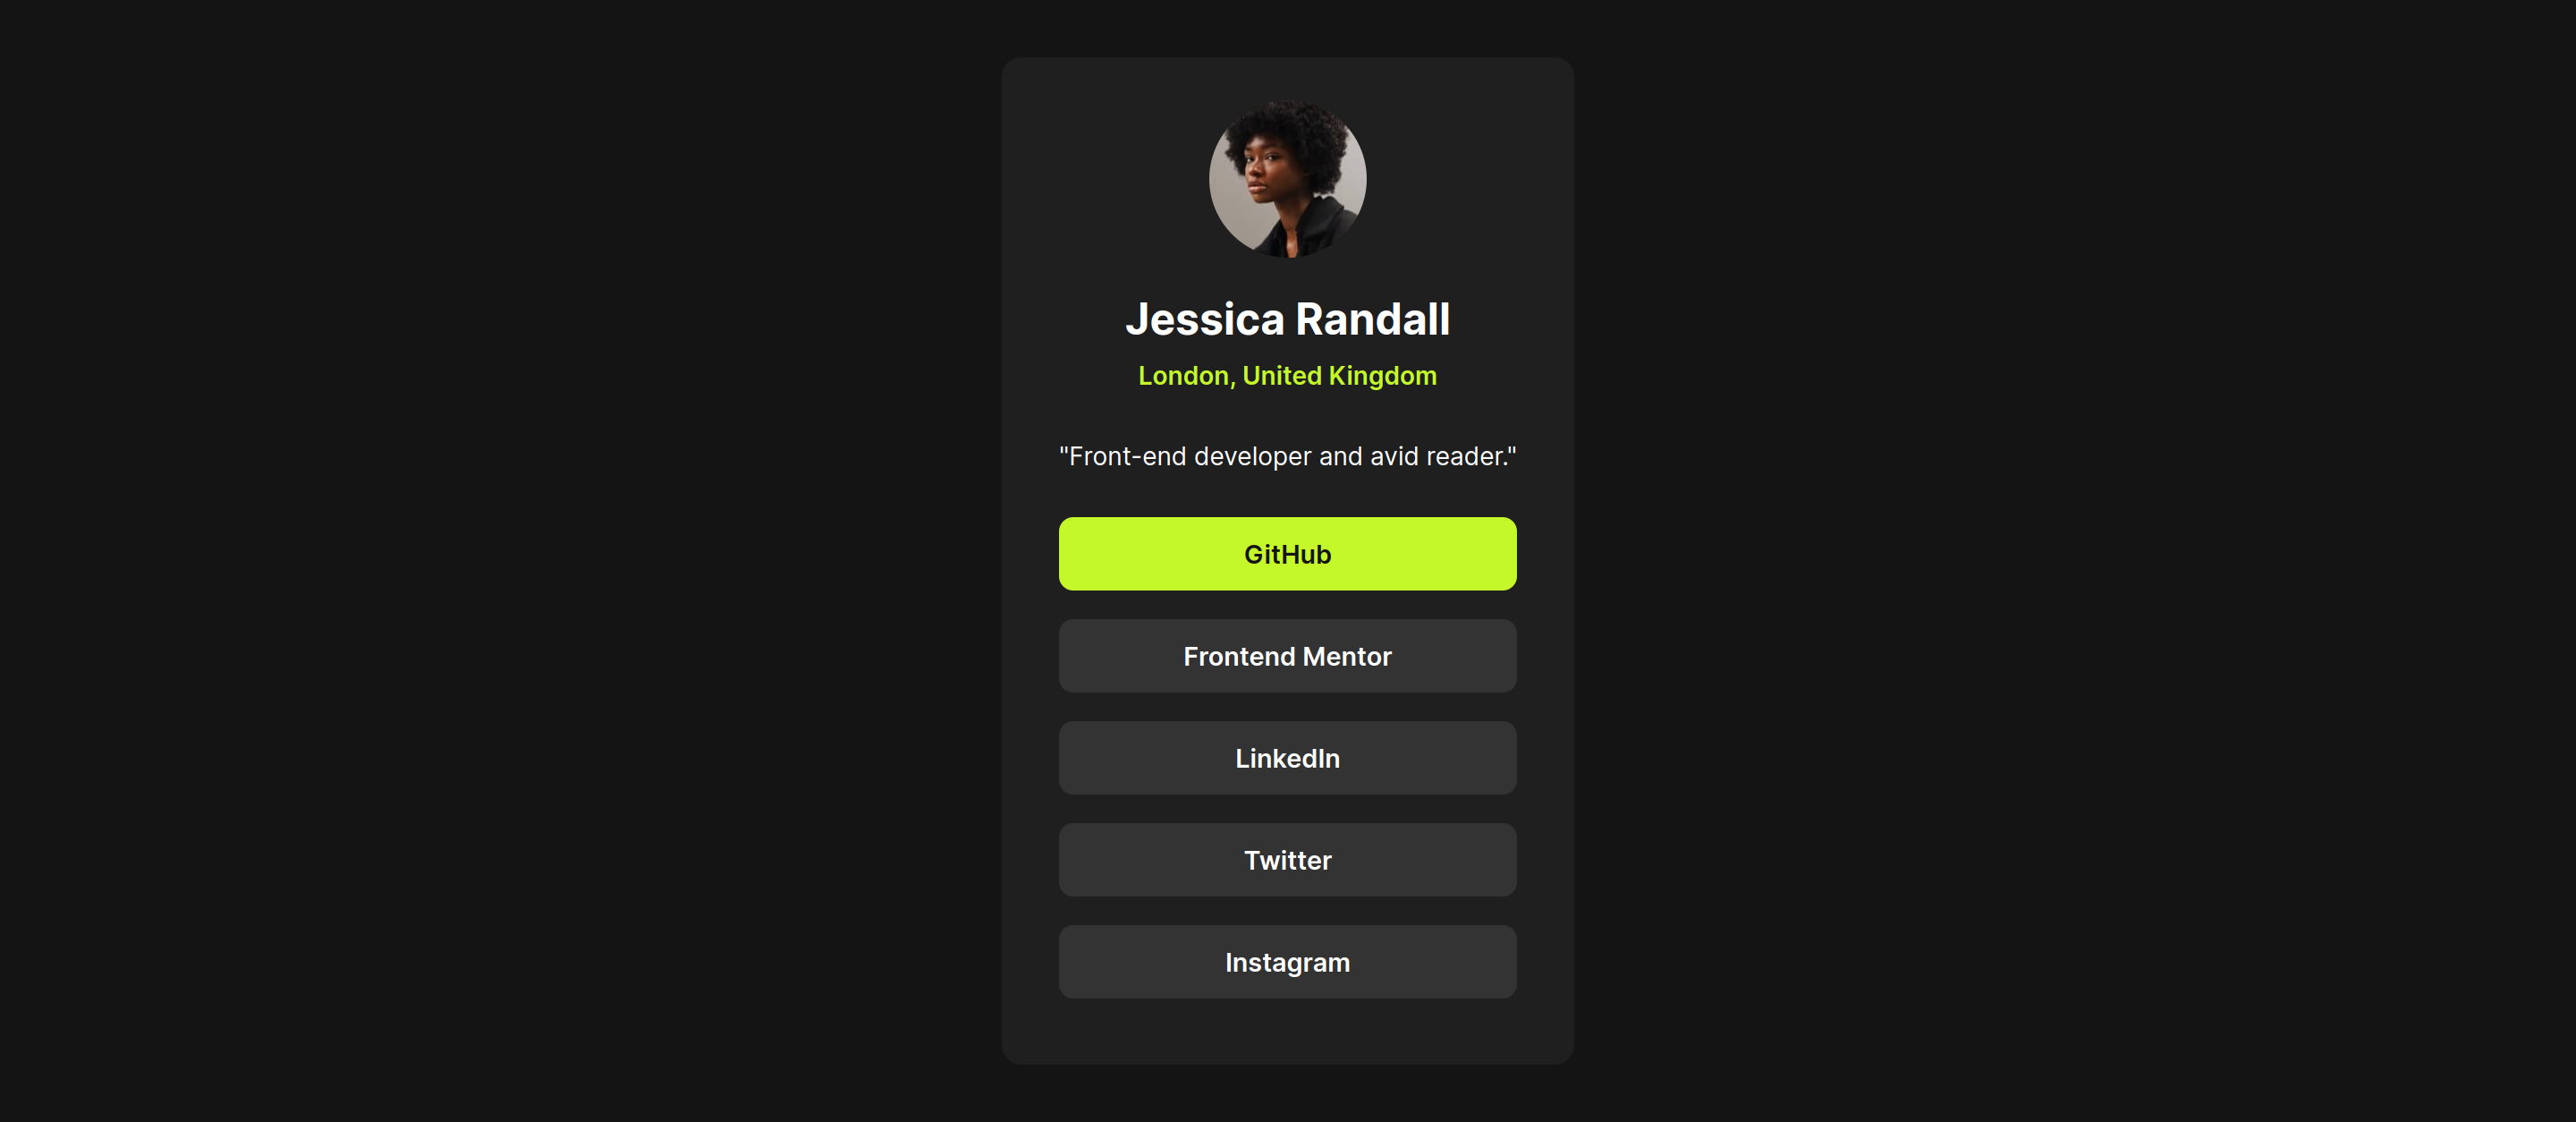 Jessica Randall
London, United Kingdom
"Front-end developer and avid reader."
GitHub
Frontend Mentor
LinkedIn
Twitter
Instagram